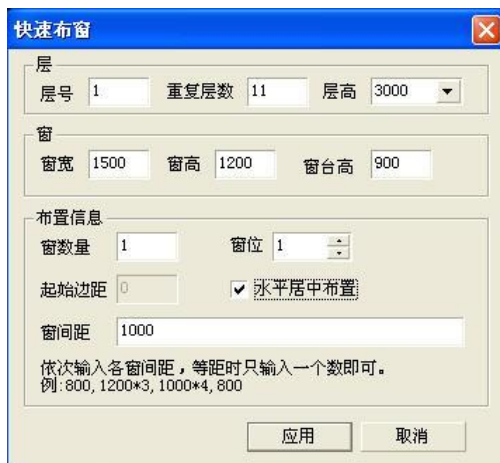 快速布窗
层
层号 1 重复层数 11 层高 3000
窗
窗宽 1500 窗高 1200 窗台高 900
布置信息
窗数量 1 窗位 1
起始边距 0 水平居中布置
窗间距 1000
依次输入各窗间距，等距时只输入一个数即可。
例:800, 1200*3, 1000*4, 800
应用 取消